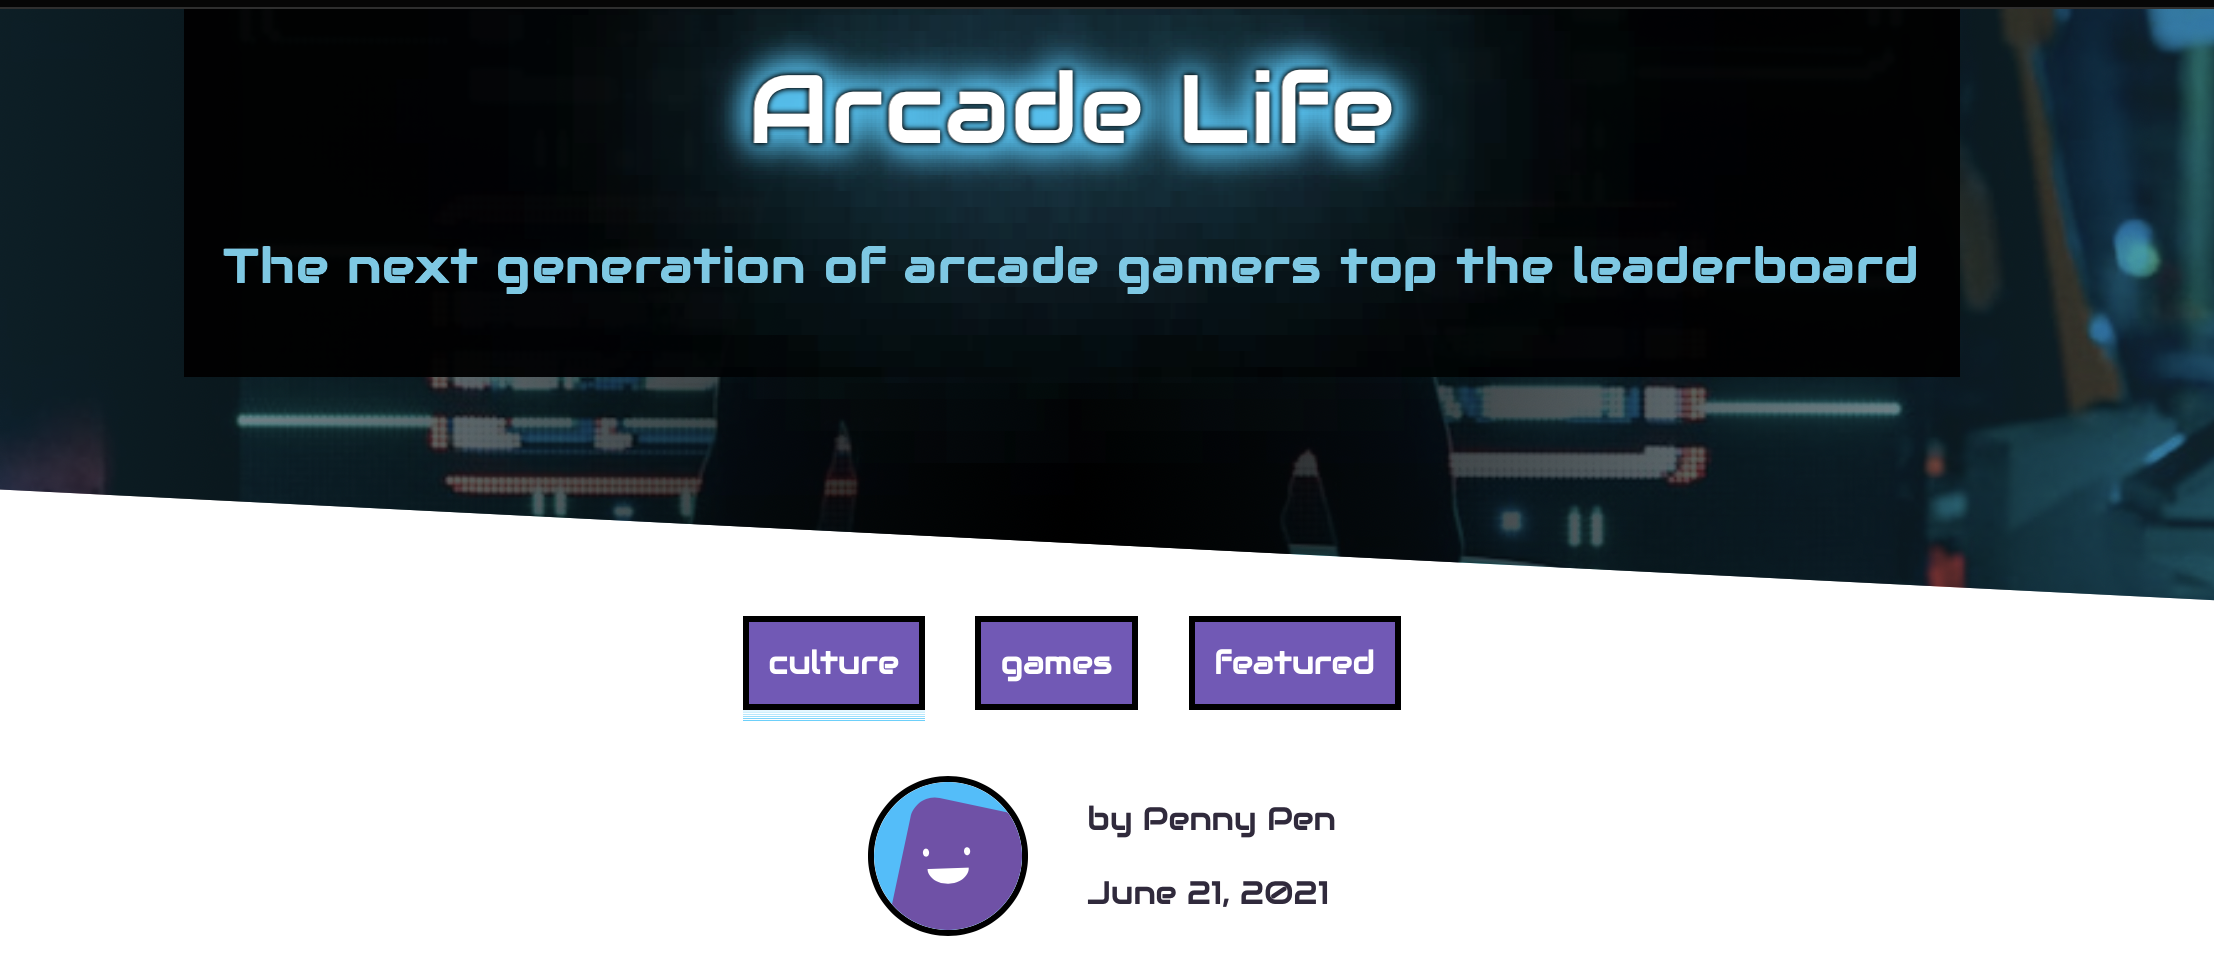 Arcade Life
The next generation of arcade gamers top the leaderboard
culture
games
featured
by Penny Pen
June 21, 2021